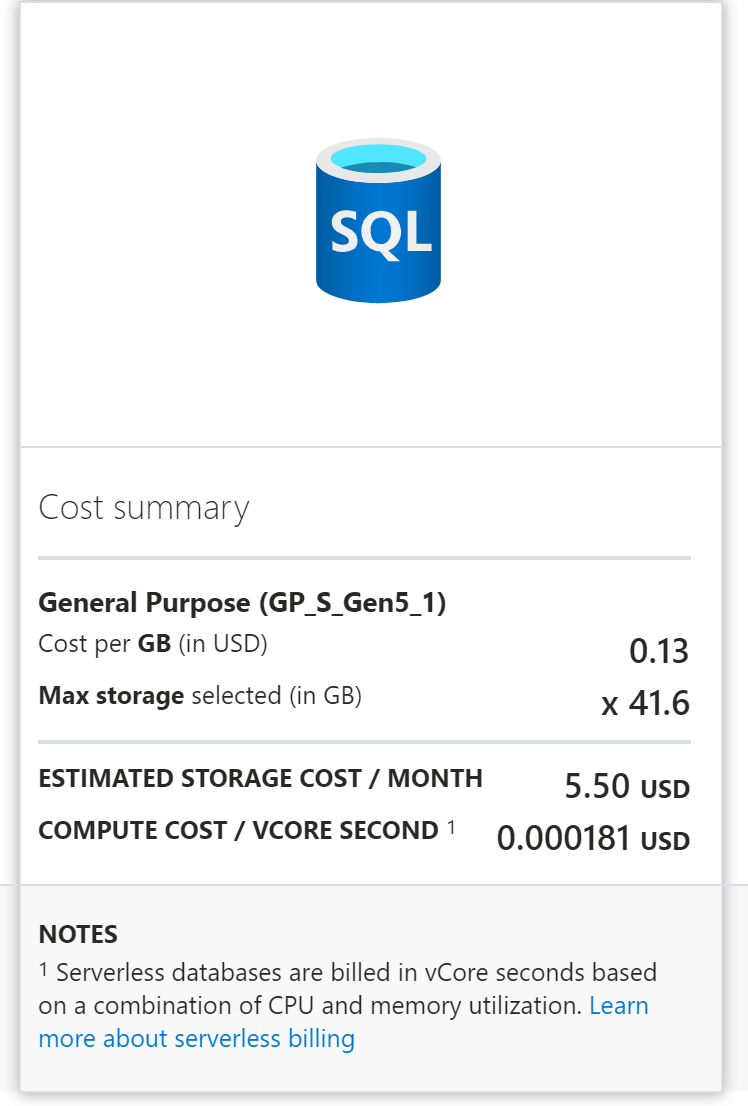 SQL
Cost summary
General Purpose (GP_S_Gen5_1)
Cost per GB (in USD) 0.13
Max storage selected (in GB) x 41.6
ESTIMATED STORAGE COST / MONTH 5.50 USD
COMPUTE COST / VCORE SECOND ¹ 0.000181 USD
NOTES
¹ Serverless databases are billed in vCore seconds based
on a combination of CPU and memory utilization. Learn
more about serverless billing